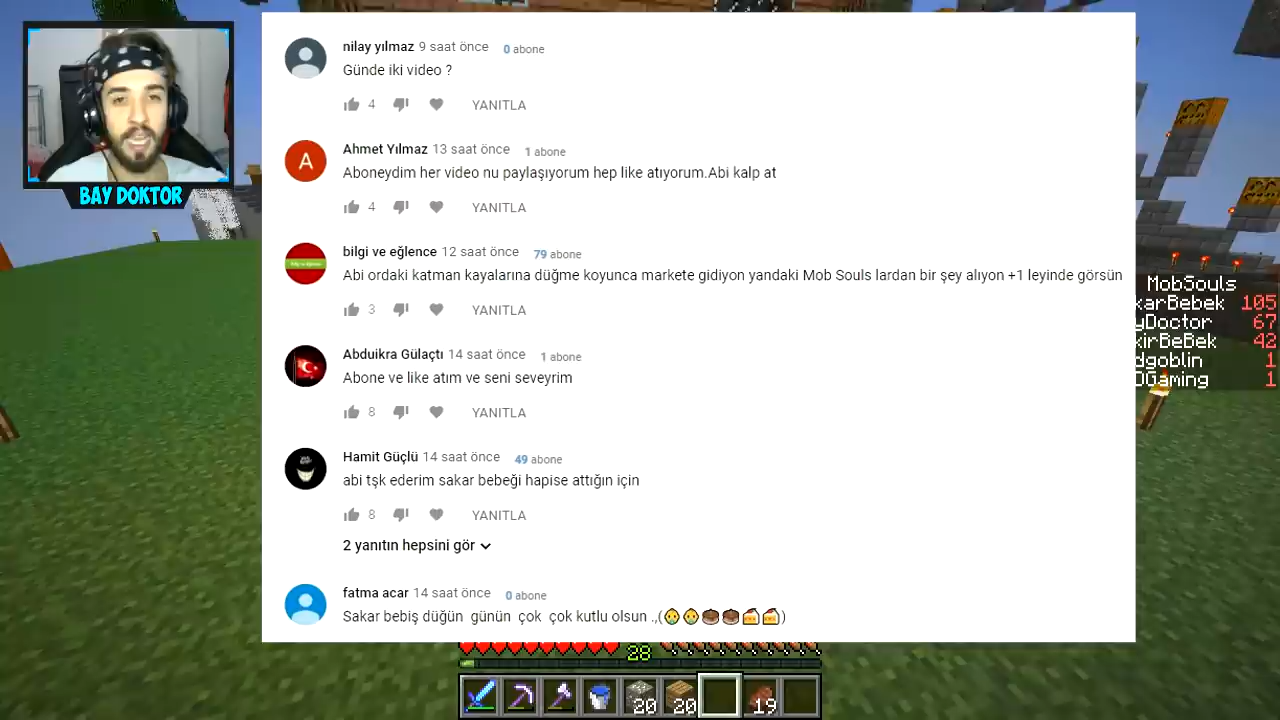 BAY DOKTOR
nilay yılmaz 9 saat önce 0 abone
Günde iki video ?
4 YANITLA
A
Ahmet Yılmaz 13 saat önce 1 abone
Aboneydim her video nu paylaşıyorum hep like atıyorum.Abi kalp at
4 YANITLA
bilgi ve eğlence 12 saat önce 79 abone
Abi ordaki katman kayalarına düğme koyunca markete gidiyon yandaki Mob Souls lardan bir şey alıyon +1 leyinde görsün
3 YANITLA
Abduikra Gülaçtı 14 saat önce 1 abone
Abone ve like atım ve seni seveyrim
8 YANITLA
Hamit Güçlü 14 saat önce 49 abone
abi tşk ederim sakar bebeği hapise attığın için
8 YANITLA
2 yanıtın hepsini gör
fatma acar 14 saat önce 0 abone
Sakar bebiş düğün günün çok çok kutlu olsun .,(👴👴🍩🍩🍰🍰)
MobSouls
karBebek 105
yDoctor 67
kirBeBek 42
dgoblin 1
OGaming 1
28
20 20 19